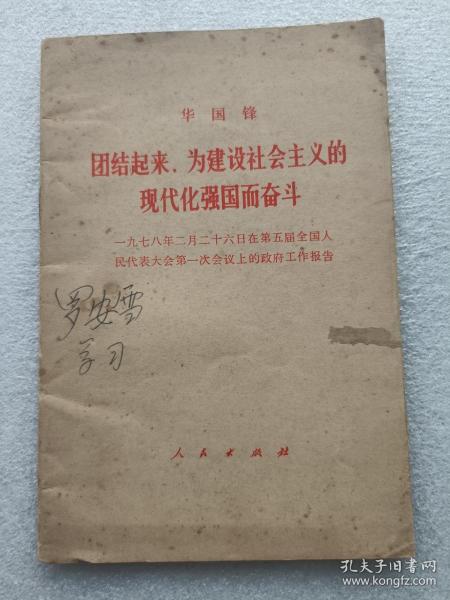 华国锋
团结起来，为建设社会主义的
现代化强国而奋斗
一九七八年二月二十六日在第五届全国人
民代表大会第一次会议上的政府工作报告
罗安雪
学习
人民出版社
孔夫子旧书网
www.kongfz.com